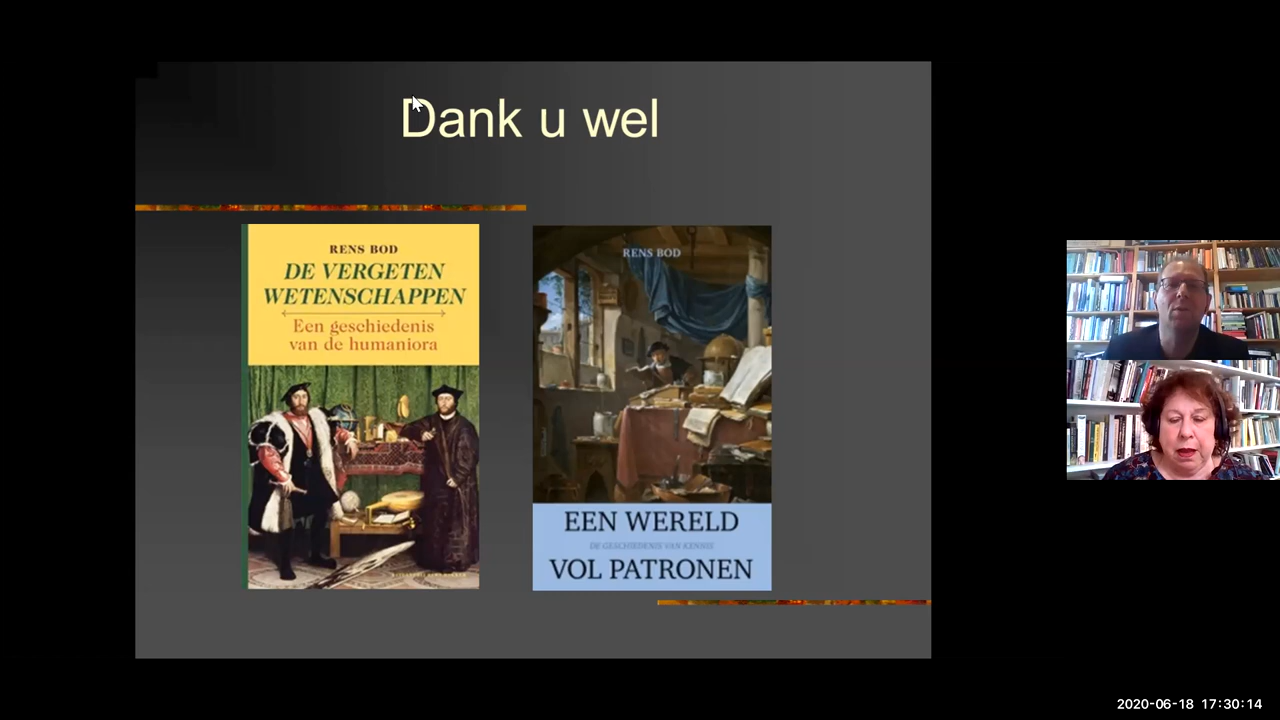 Dank u wel
RENS BOD
DE VERGETEN
WETENSCHAPPEN
Een geschiedenis
van de humaniora
RENS BOD
EEN WERELD
DE GESCHIEDENIS VAN KENNIS
VOL PATRONEN
2020-06-18 17:30:14